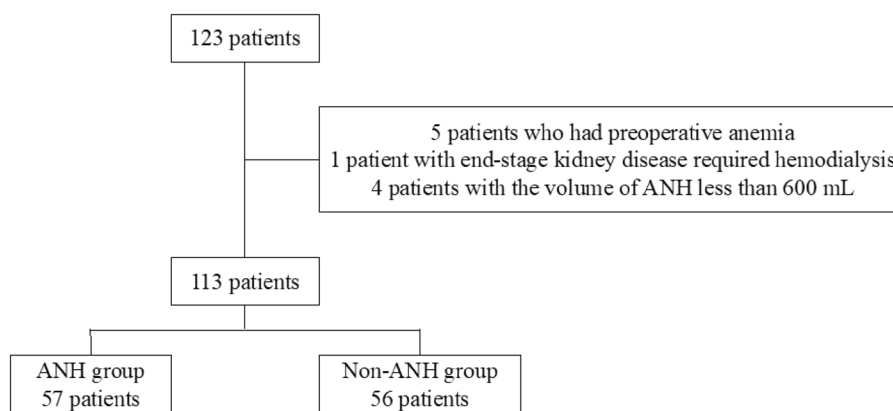 123 patients
5 patients who had preoperative anemia
1 patient with end-stage kidney disease required hemodialysis
4 patients with the volume of ANH less than 600 mL
113 patients
ANH group
57 patients
Non-ANH group
56 patients